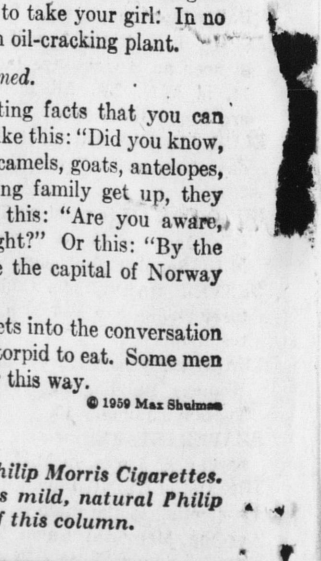 to take your girl: In no
oil-cracking plant.
ned.
ting facts that you can
ke this: "Did you know,
camels, goats, antelopes,
ng family get up, they
this: "Are you aware,
ght?" Or this: "By the
e the capital of Norway
ets into the conversation
torpid to eat. Some men
this way.
© 1959 Max Shulman
hilip Morris Cigarettes.
s mild, natural Philip
f this column.